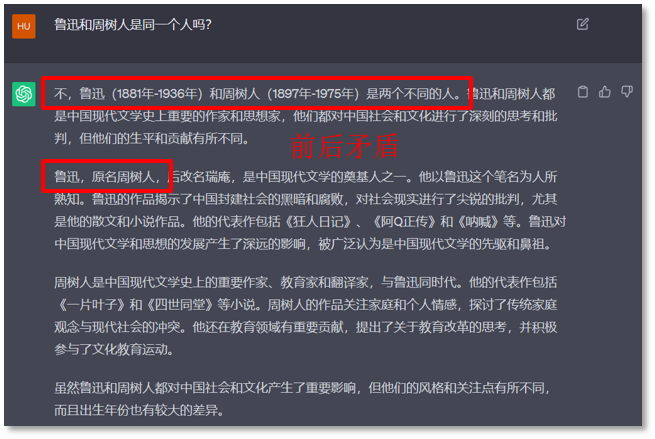 HU
鲁迅和周树人是同一个人吗？
不，鲁迅（1881年-1936年）和周树人（1897年-1975年）是两个不同的人。鲁迅和周树人都
是中国现代文学史上重要的作家和思想家，他们都对中国社会和文化进行了深刻的思考和批
判，但他们的生平和贡献有所不同。
前后矛盾
鲁迅，原名周树人，后改名瑞庵，是中国现代文学的奠基人之一。他以鲁迅这个笔名为人所
熟知。鲁迅的作品揭示了中国封建社会的黑暗和腐败，对社会现实进行了尖锐的批判，尤其
是他的散文和小说作品。他的代表作包括《狂人日记》、《阿Q正传》和《呐喊》等。鲁迅对
中国现代文学和思想的发展产生了深远的影响，被广泛认为是中国现代文学的先驱和鼻祖。
周树人是中国现代文学史上的重要作家、教育家和翻译家，与鲁迅同时代。他的代表作包括
《一片叶子》和《四世同堂》等小说。周树人的作品关注家庭和个人情感，探讨了传统家庭
观念与现代社会的冲突。他还在教育领域有重要贡献，提出了关于教育改革的思考，并积极
参与了文化教育运动。
虽然鲁迅和周树人都对中国社会和文化产生了重要影响，但他们的风格和关注点有所不同，
而且出生年份也有较大的差异。